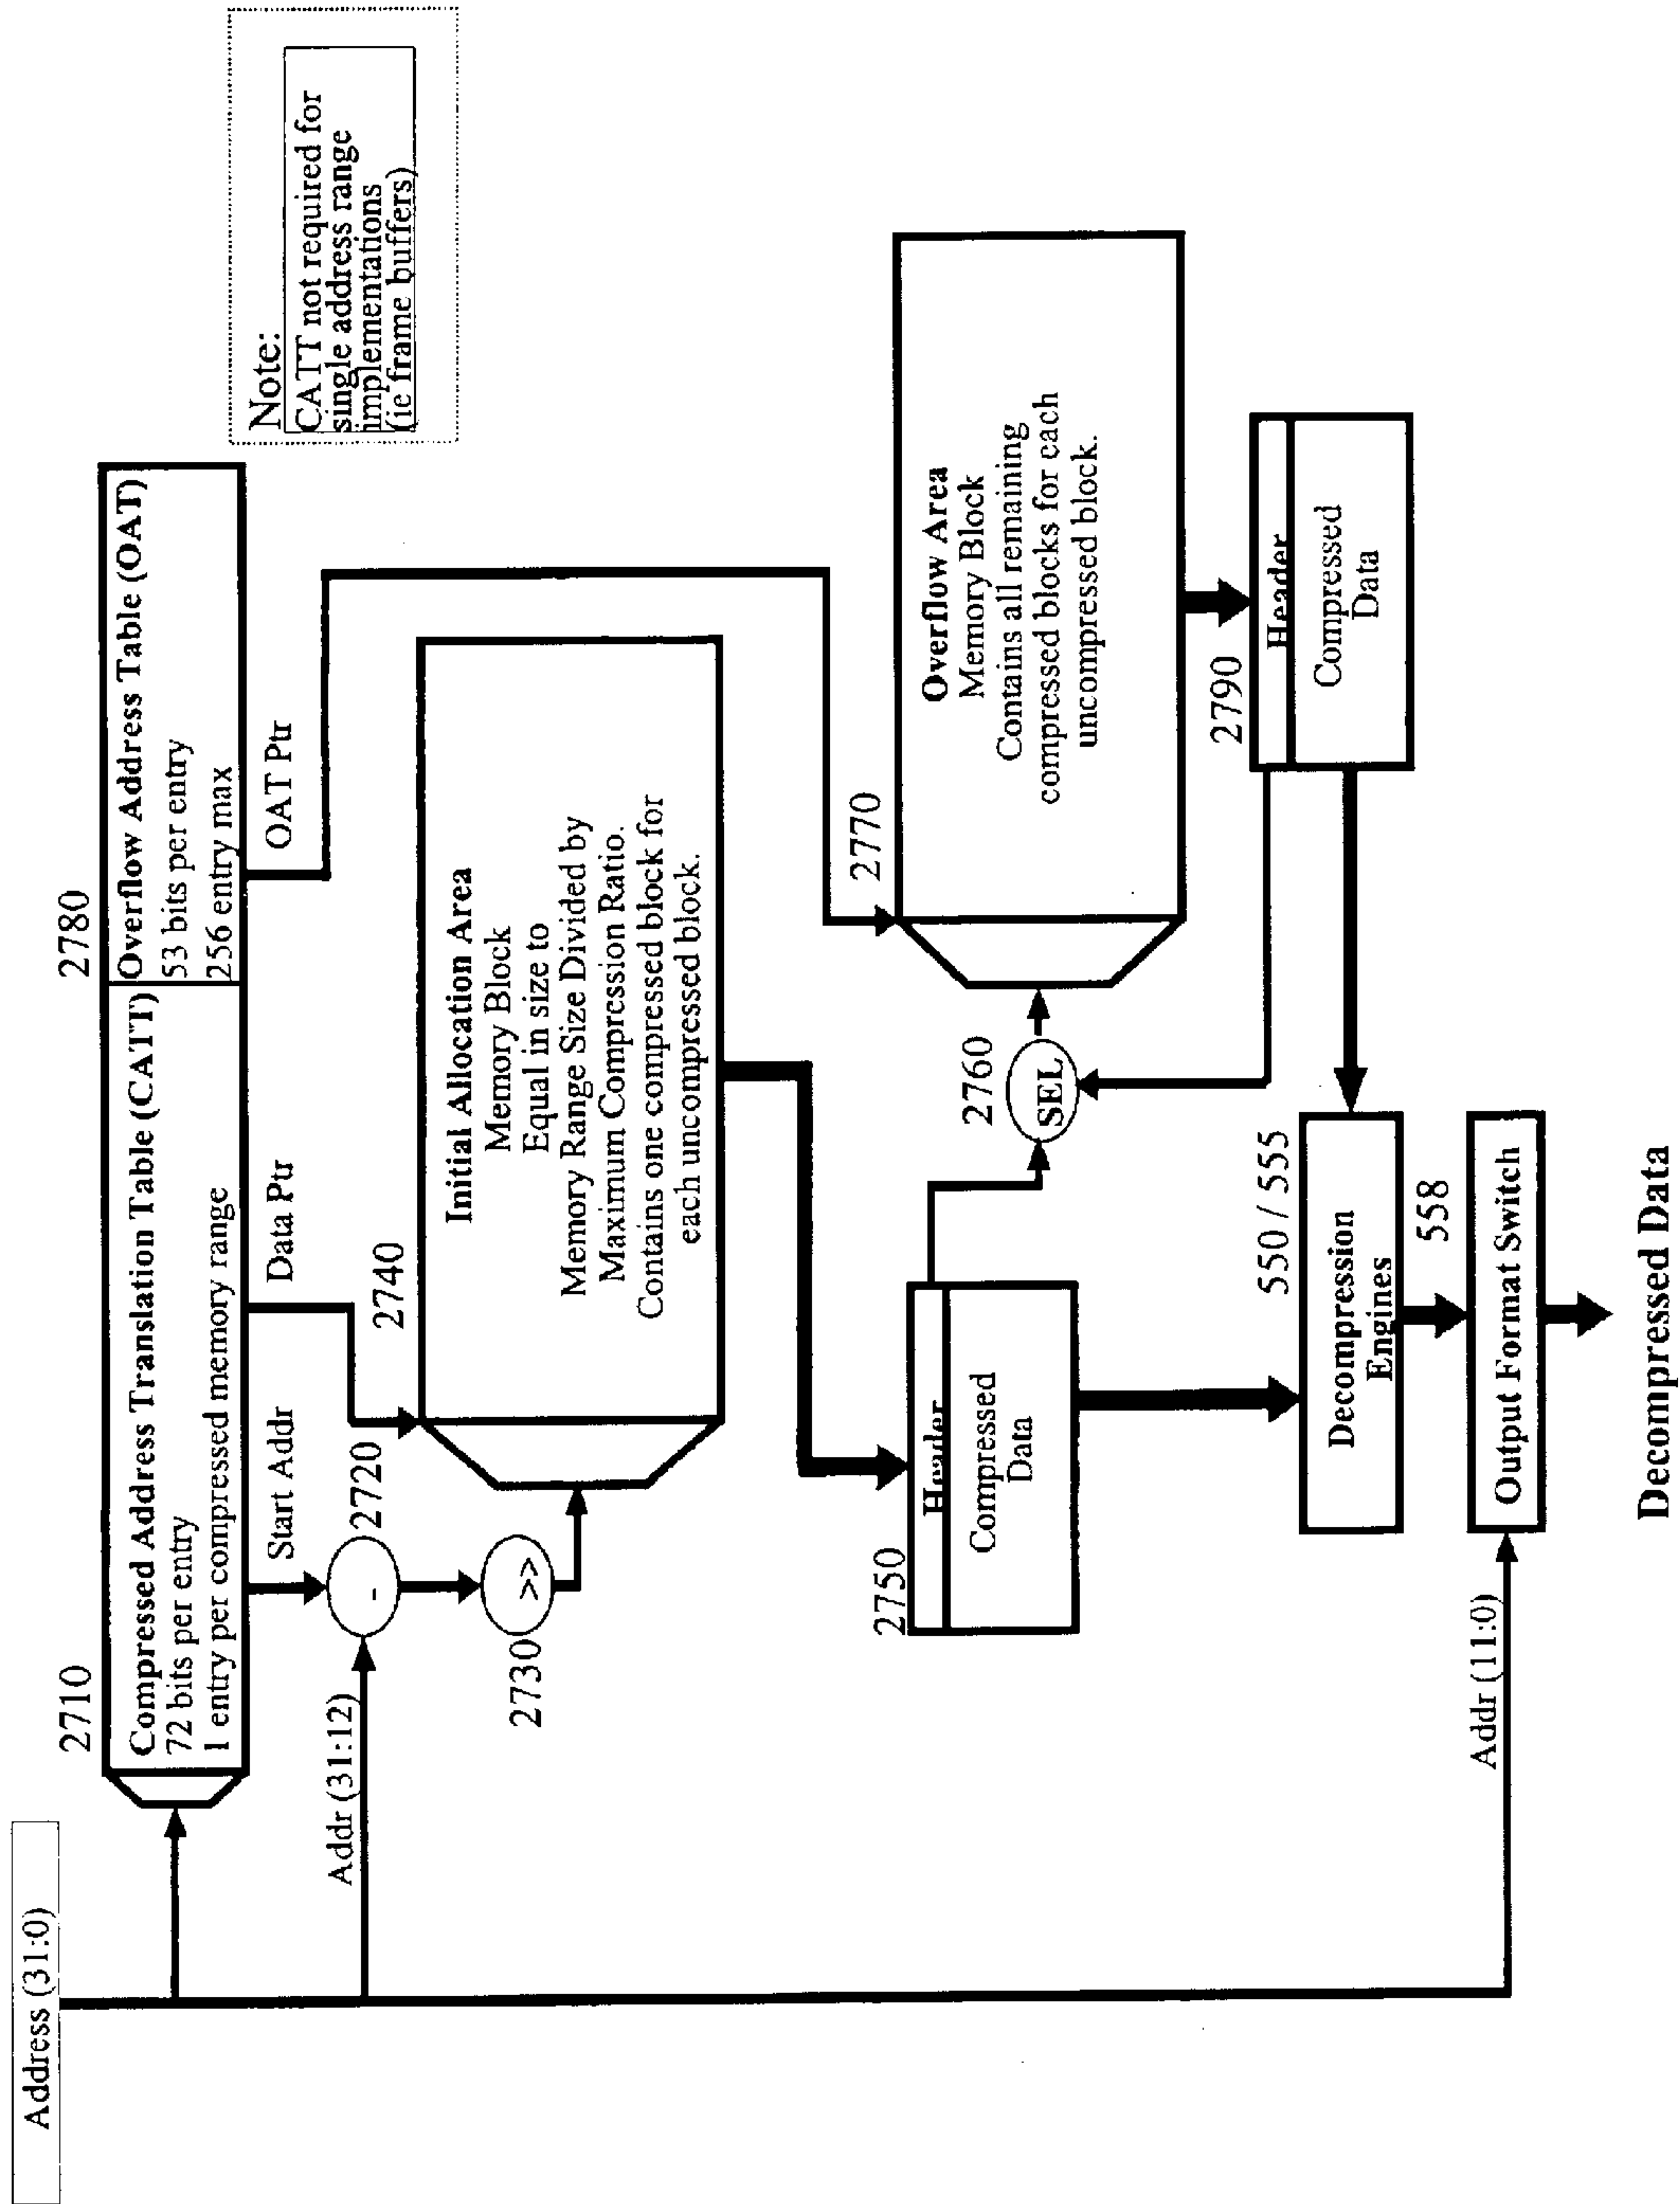 Address (31:0)
2710
2780
Compressed Address Translation Table (CATT)
72 bits per entry
1 entry per compressed memory range
Overflow Address Table (OAT)
53 bits per entry
256 entry max
Note:
CATT not required for
single address range
implementations
(ie frame buffers)
Start Addr
Data Ptr
OAT Ptr
Addr (31:12)
-
2720
2730
>>
2740
Initial Allocation Area
Memory Block
Equal in size to
Memory Range Size Divided by
Maximum Compression Ratio.
Contains one compressed block for
each uncompressed block.
2770
Overflow Area
Memory Block
Contains all remaining
compressed blocks for each
uncompressed block.
2750
Header
Compressed
Data
2760
SEL
2790
Header
Compressed
Data
550 / 555
Decompression
Engines
558
Addr (11:0)
Output Format Switch
Decompressed Data